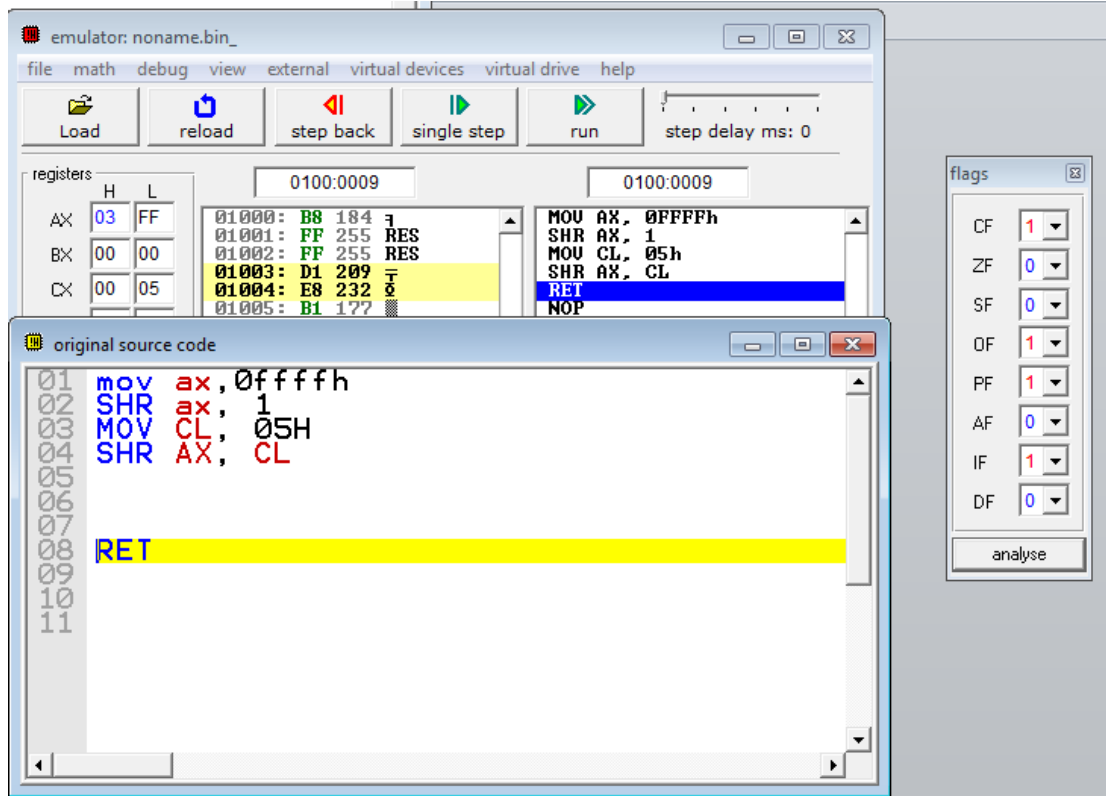 emulator: noname.bin_
file math debug view external virtual devices virtual drive help
Load reload step back single step run step delay ms: 0
registers
H L
0100:0009 0100:0009
AX 03 FF
BX 00 00
CX 00 05
01000: B8 184 ╕
01001: FF 255 RES
01002: FF 255 RES
01003: D1 209 ╤
01004: E8 232
01005: B1 177 ▒
MOV AX, 0FFFFh
SHR AX, 1
MOV CL, 05h
SHR AX, CL
RET
NOP
original source code
01 mov ax,0ffffh
02 SHR ax, 1
03 MOV CL, 05H
04 SHR AX, CL
05
06
07
08 RET
09
10
11
flags
CF 1
ZF 0
SF 0
OF 1
PF 1
AF 0
IF 1
DF 0
analyse